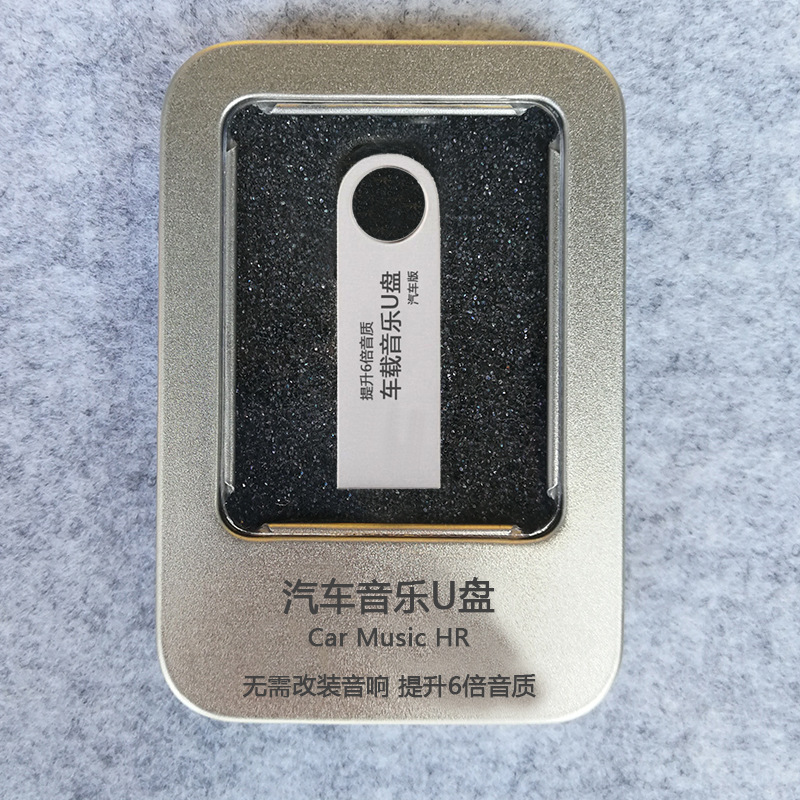 提升6倍音质
车载音乐U盘
汽车版
汽车音乐U盘
Car Music HR
无需改装音响 提升6倍音质